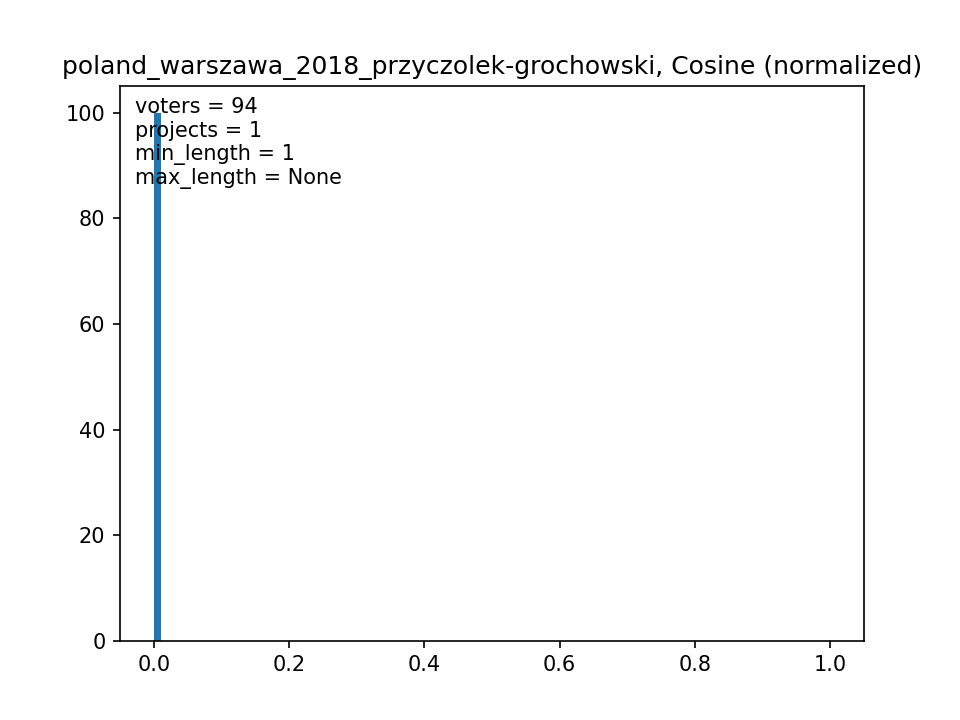 poland_warszawa_2018_przyczolek-grochowski, Cosine (normalized)
voters = 94
projects = 1
min_length = 1
max_length = None
100
80
60
40
20
0
0.0 0.2 0.4 0.6 0.8 1.0